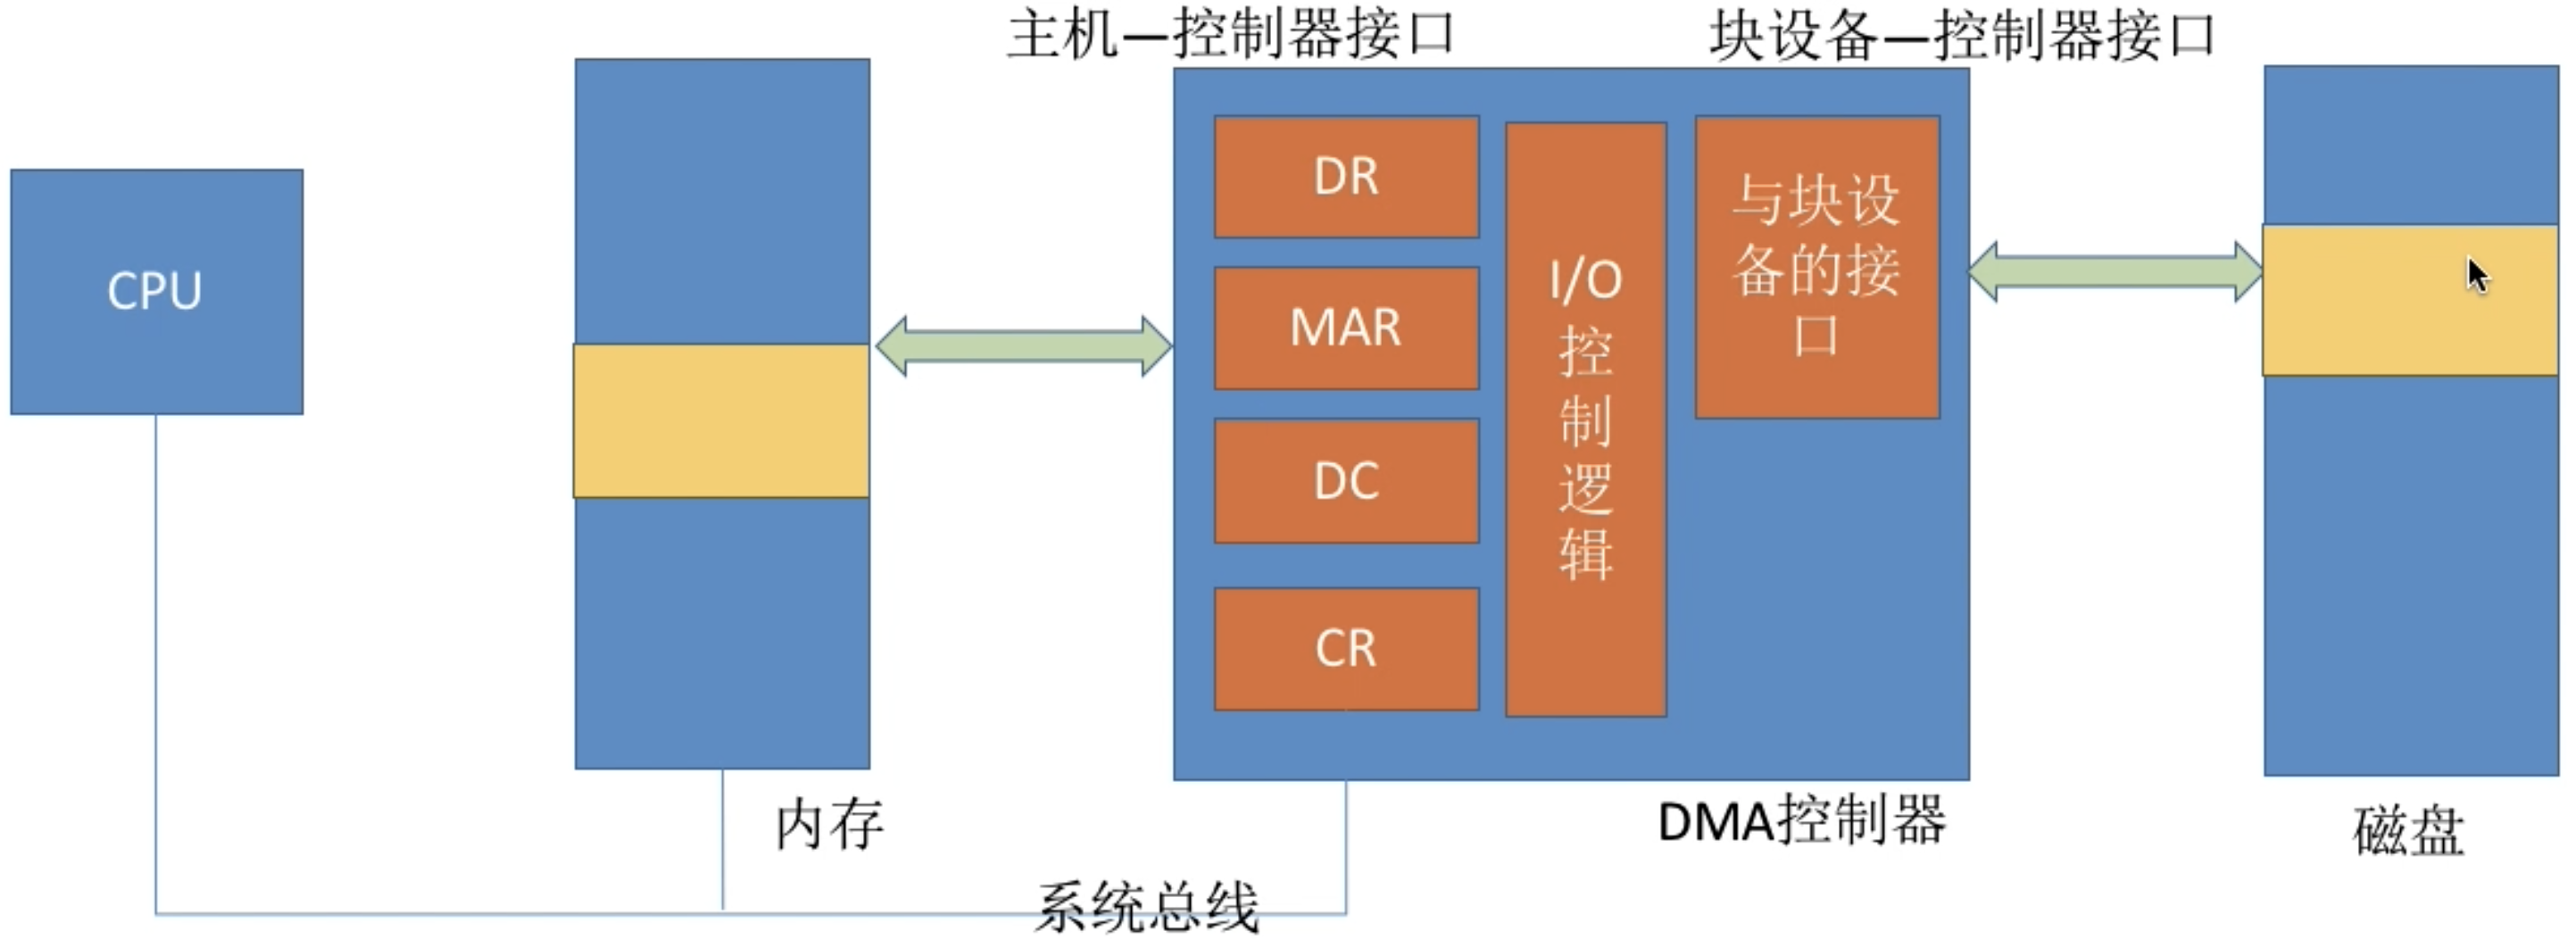 主机—控制器接口
块设备—控制器接口
CPU
DR
MAR
DC
CR
I/O
控
制
逻
辑
与块设
备的接
口
内存
DMA控制器
磁盘
系统总线